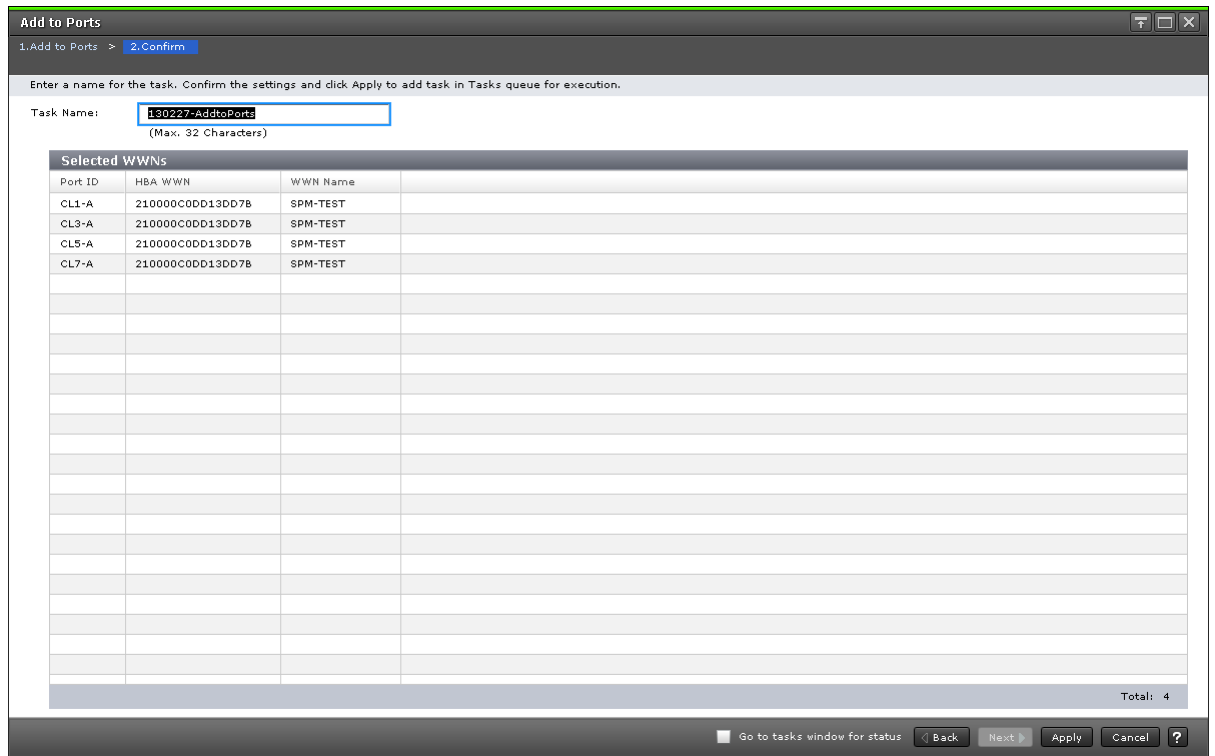 Add to Ports
1.Add to Ports > 2.Confirm
Enter a name for the task. Confirm the settings and click Apply to add task in Tasks queue for execution.
Task Name: 130227-AddtoPorts
(Max. 32 Characters)
Selected WWNs
Port ID HBA WWN WWN Name
CL1-A 210000C0DD13DD7B SPM-TEST
CL3-A 210000C0DD13DD7B SPM-TEST
CL5-A 210000C0DD13DD7B SPM-TEST
CL7-A 210000C0DD13DD7B SPM-TEST
Total: 4
Go to tasks window for status Back Next Apply Cancel ?